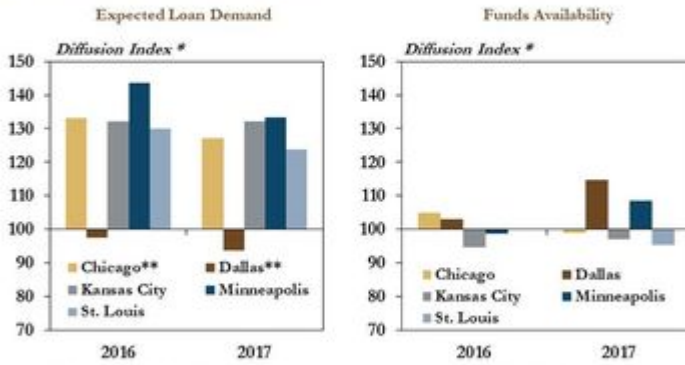 Expected Loan Demand
Diffusion Index *
150
140
130
120
110
100
90
80
70
Chicago** Dallas**
Kansas City Minneapolis
St. Louis
2016 2017
Funds Availability
Diffusion Index *
150
140
130
120
110
100
90
80
70
Chicago Dallas
Kansas City Minneapolis
St. Louis
2016 2017